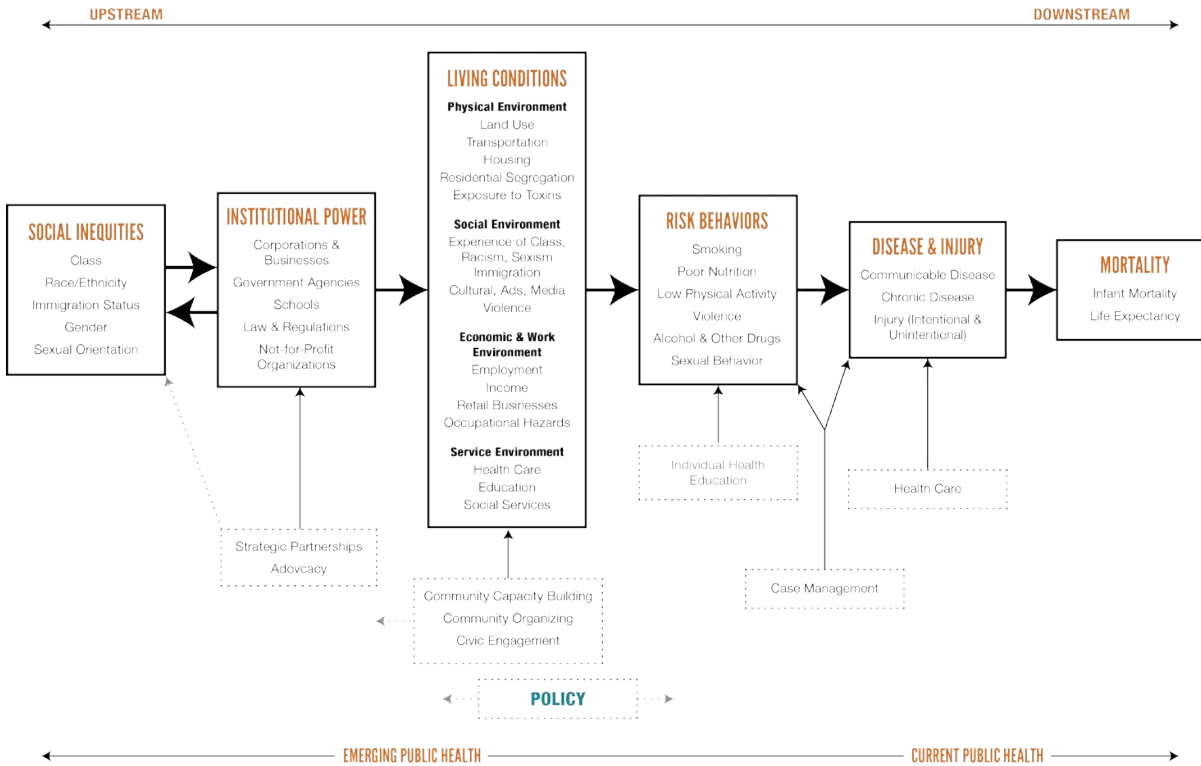 UPSTREAM
DOWNSTREAM
SOCIAL INEQUITIES
Class
Race/Ethnicity
Immigration Status
Gender
Sexual Orientation
INSTITUTIONAL POWER
Corporations &
Businesses
Government Agencies
Schools
Law & Regulations
Not-for-Profit
Organizations
LIVING CONDITIONS
Physical Environment
Land Use
Transportation
Housing
Residential Segregation
Exposure to Toxins
Social Environment
Experience of Class,
Racism, Sexism
Immigration
Cultural, Ads, Media
Violence
Economic & Work
Environment
Employment
Income
Retail Businesses
Occupational Hazards
Service Environment
Health Care
Education
Social Services
RISK BEHAVIORS
Smoking
Poor Nutrition
Low Physical Activity
Violence
Alcohol & Other Drugs
Sexual Behavior
DISEASE & INJURY
Communicable Disease
Chronic Disease
Injury (Intentional &
Unintentional)
MORTALITY
Infant Mortality
Life Expectancy
Strategic Partnerships
Adovcacy
Community Capacity Building
Community Organizing
Civic Engagement
Individual Health
Education
Case Management
Health Care
POLICY
EMERGING PUBLIC HEALTH
CURRENT PUBLIC HEALTH